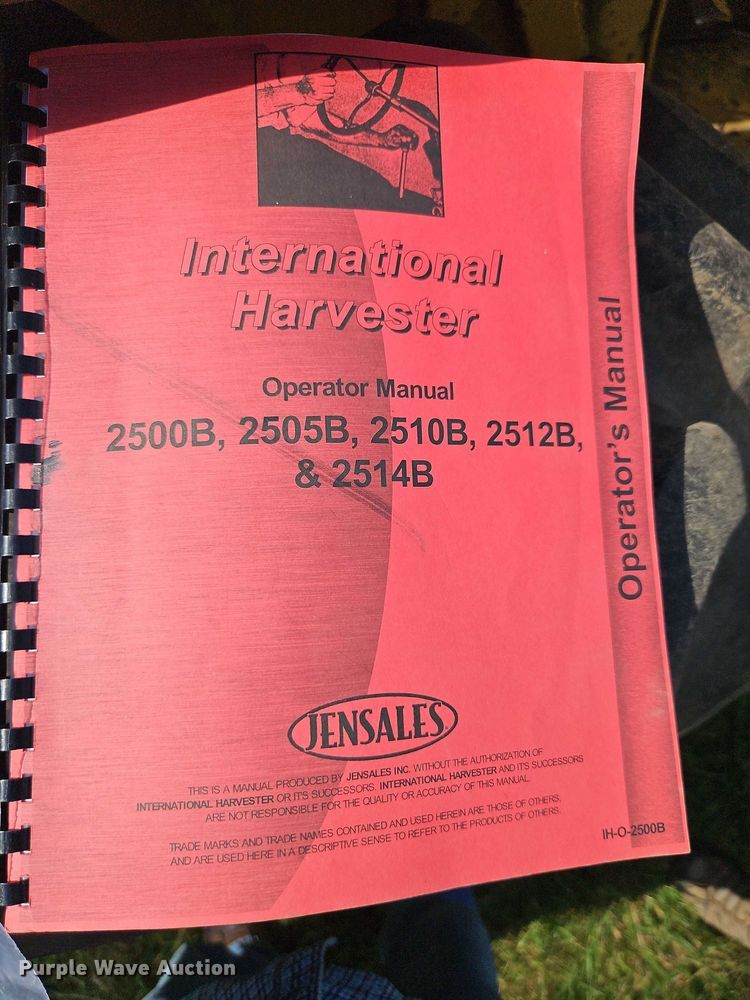 International
Harvester
Operator Manual
2500B, 2505B, 2510B, 2512B,
& 2514B
Operator's Manual
JENSALES
THIS IS A MANUAL PRODUCED BY JENSALES INC. WITHOUT THE AUTHORIZATION OF
INTERNATIONAL HARVESTER OR IT'S SUCCESSORS. INTERNATIONAL HARVESTER AND IT'S SUCCESSORS
ARE NOT RESPONSIBLE FOR THE QUALITY OR ACCURACY OF THIS MANUAL.
TRADE MARKS AND TRADE NAMES CONTAINED AND USED HEREIN ARE THOSE OF OTHERS,
AND ARE USED HERE IN A DESCRIPTIVE SENSE TO REFER TO THE PRODUCTS OF OTHERS.
IH-O-2500B
Purple Wave Auction